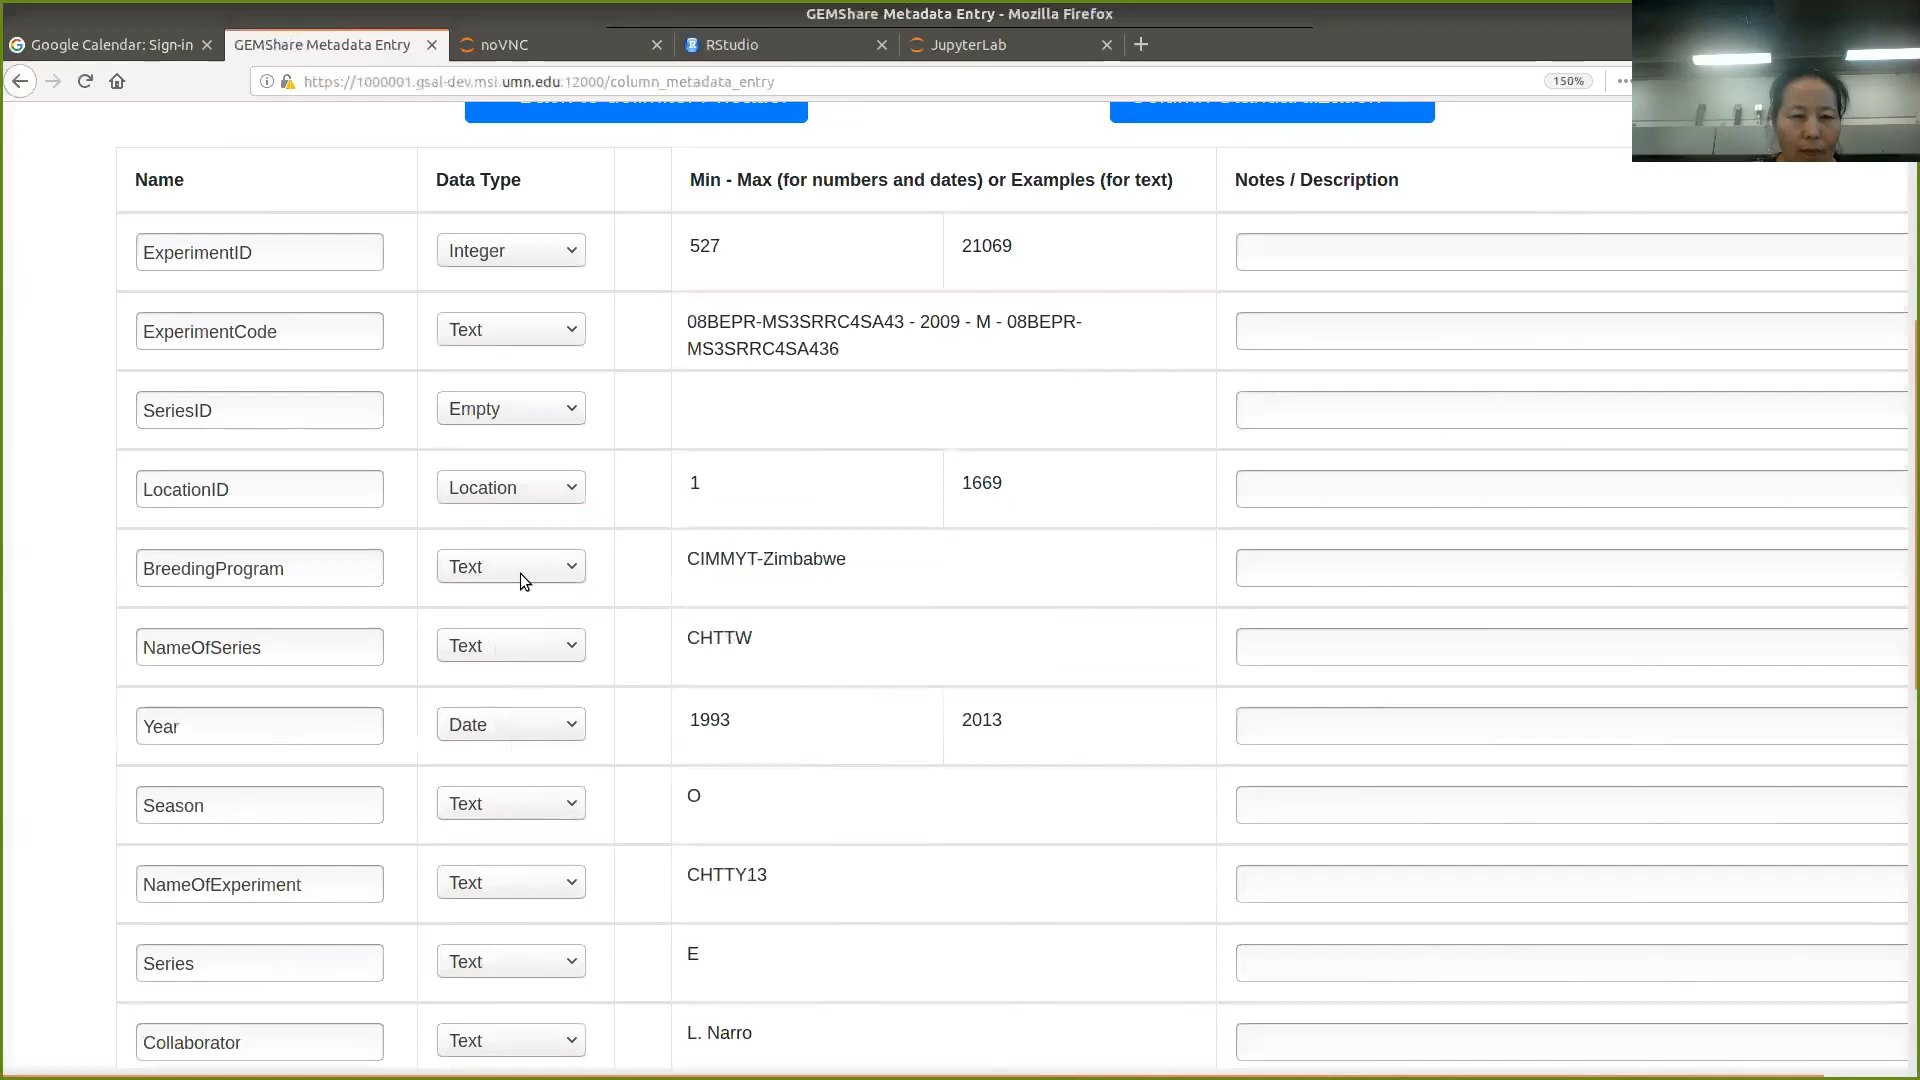 GEMShare Metadata Entry - Mozilla Firefox
Google Calendar: Sign-in
GEMShare Metadata Entry
noVNC
RStudio
JupyterLab
https://1000001.gsal-dev.msi.umn.edu:12000/column_metadata_entry
150%
Name
Data Type
Min - Max (for numbers and dates) or Examples (for text)
Notes / Description
ExperimentID
Integer
527
21069
ExperimentCode
Text
08BEPR-MS3SRRC4SA43 - 2009 - M - 08BEPR-
MS3SRRC4SA436
SeriesID
Empty
LocationID
Location
1
1669
BreedingProgram
Text
CIMMYT-Zimbabwe
NameOfSeries
Text
CHTTW
Year
Date
1993
2013
Season
Text
O
NameOfExperiment
Text
CHTTY13
Series
Text
E
Collaborator
Text
L. Narro